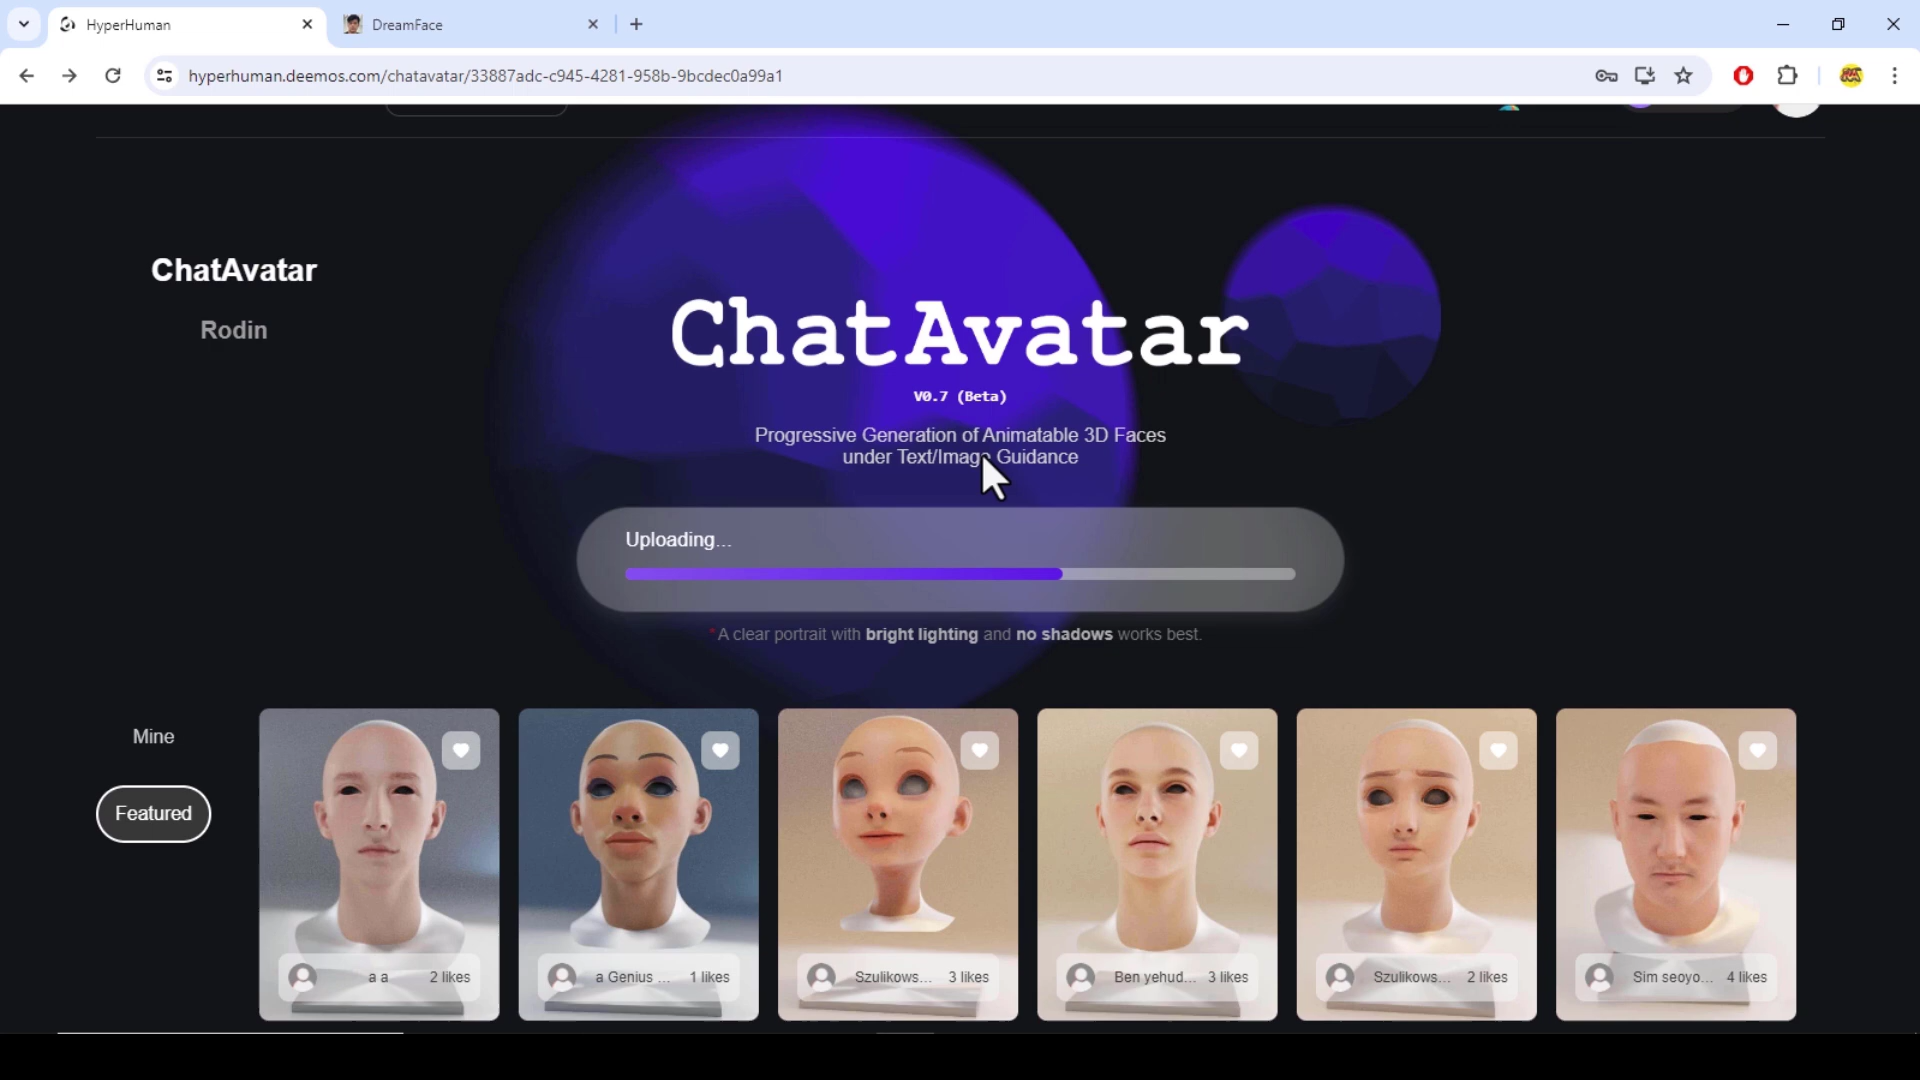 HyperHuman
DreamFace
hyperhuman.deemos.com/chatavatar/33887adc-c945-4281-958b-9bcdec0a99a1
ChatAvatar
Rodin
ChatAvatar
V0.7 (Beta)
Progressive Generation of Animatable 3D Faces
under Text/Image Guidance
Uploading...
*A clear portrait with bright lighting and no shadows works best.
Mine
Featured
a a 2 likes
a Genius ... 1 likes
Szulikows... 3 likes
Ben yehud... 3 likes
Szulikows... 2 likes
Sim seoyo... 4 likes